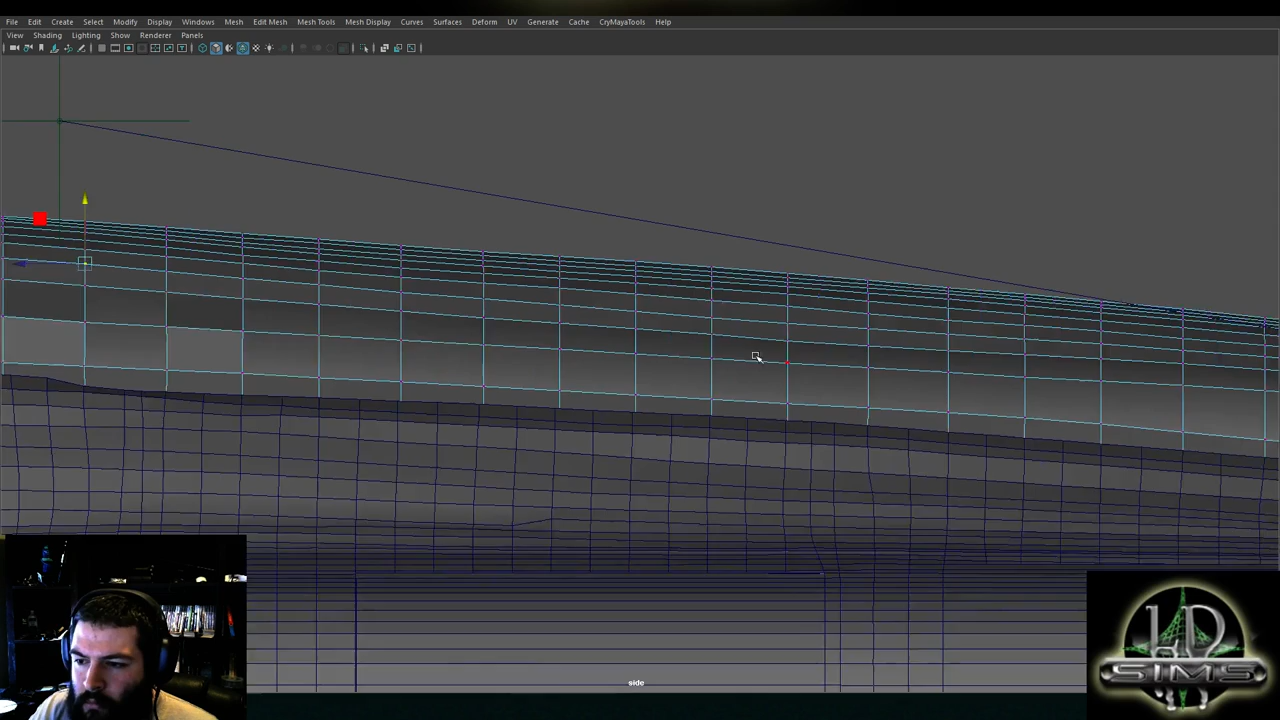 File Edit Create Select Modify Display Windows Mesh Edit Mesh Mesh Tools Mesh Display Curves Surfaces Deform UV Generate Cache CryMayaTools Help
View Shading Lighting Show Renderer Panels
side
SIMS